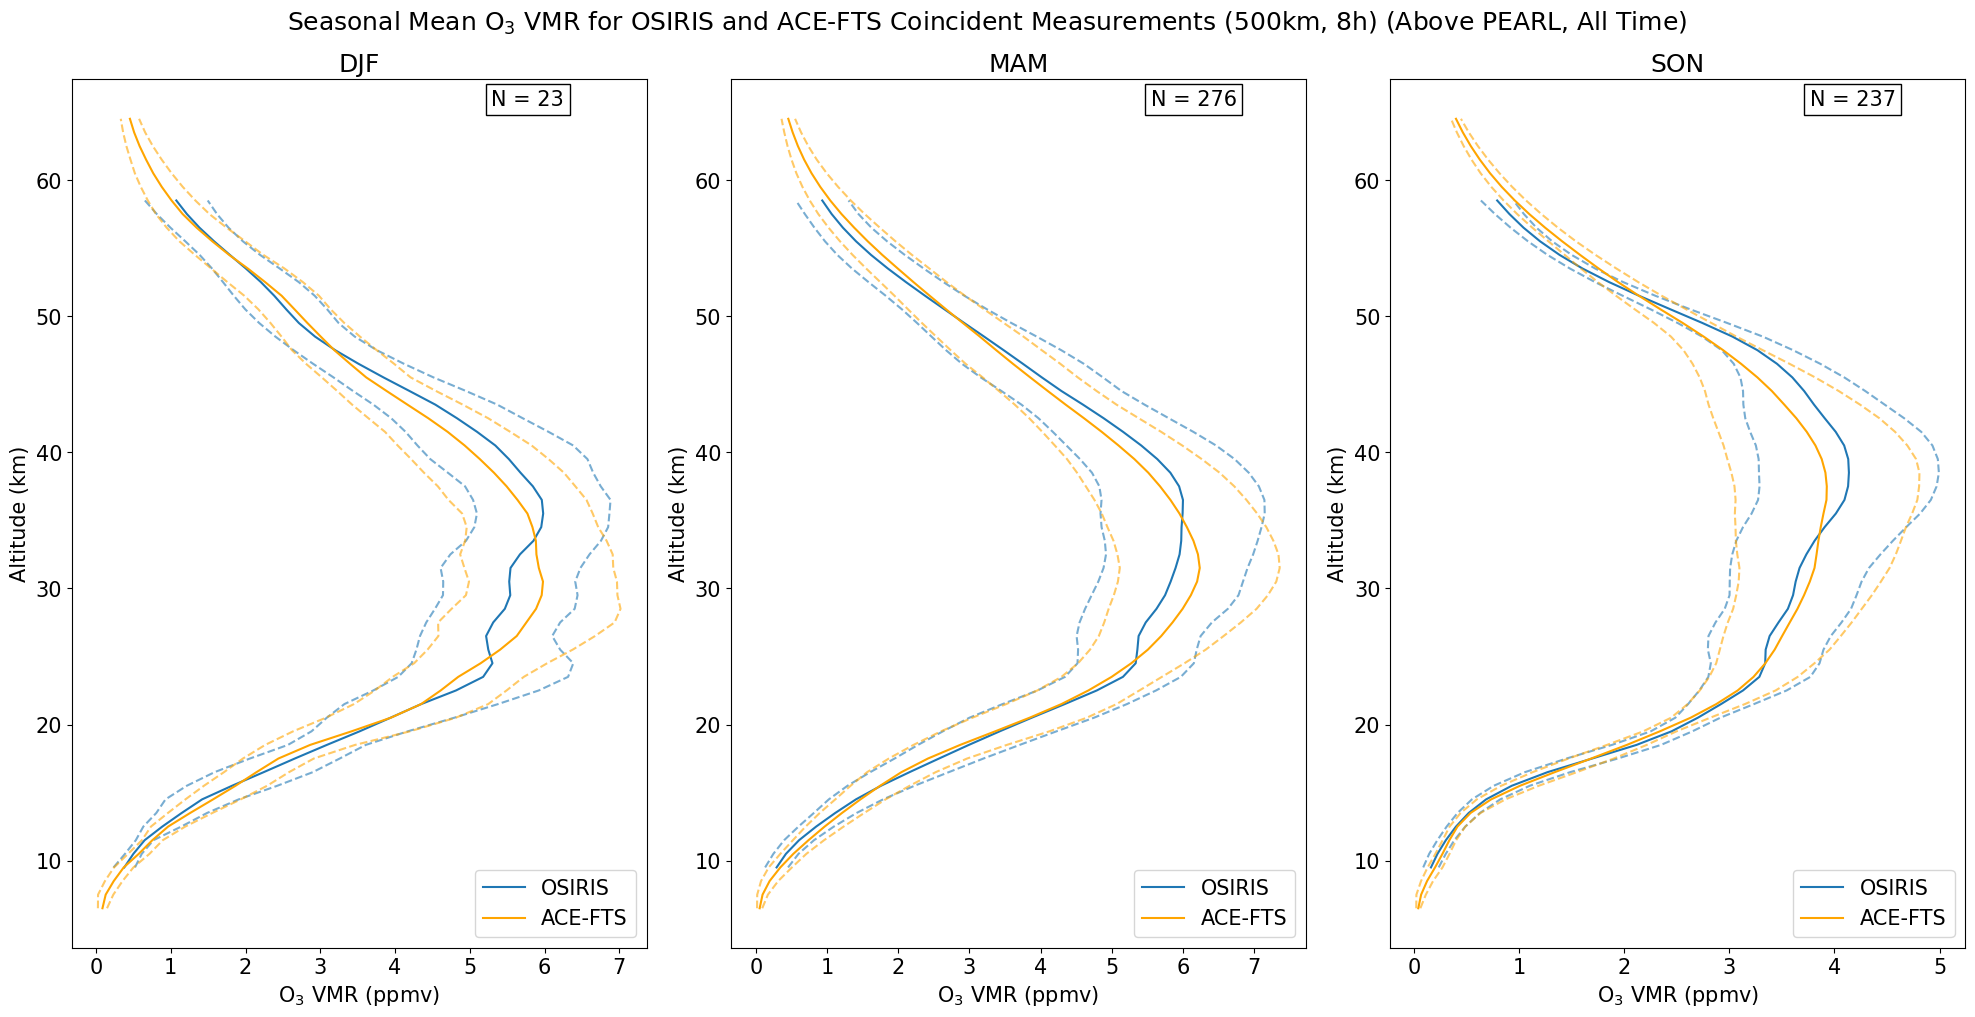 Seasonal Mean O₃ VMR for OSIRIS and ACE-FTS Coincident Measurements (500km, 8h) (Above PEARL, All Time)
DJF
N = 23
Altitude (km)
60
50
40
30
20
10
OSIRIS
ACE-FTS
0 1 2 3 4 5 6 7
O₃ VMR (ppmv)
MAM
N = 276
Altitude (km)
60
50
40
30
20
10
OSIRIS
ACE-FTS
0 1 2 3 4 5 6 7
O₃ VMR (ppmv)
SON
N = 237
Altitude (km)
60
50
40
30
20
10
OSIRIS
ACE-FTS
0 1 2 3 4 5
O₃ VMR (ppmv)